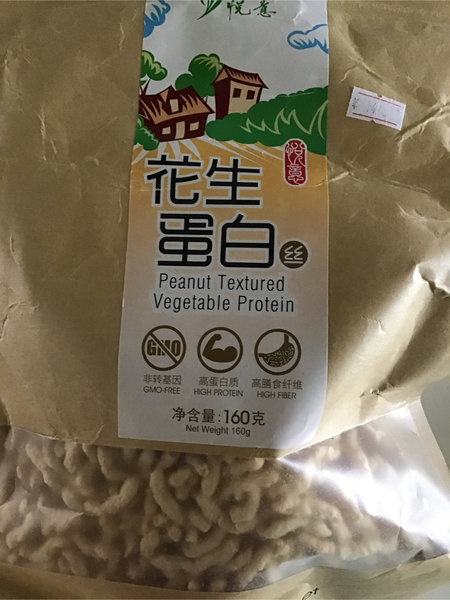 悦意
悦意
花生
蛋白丝
Peanut Textured
Vegetable Protein
GMO
非转基因
GMO-FREE
高蛋白质
HIGH PROTEIN
高膳食纤维
HIGH FIBER
净含量:160克
Net Weight 160g